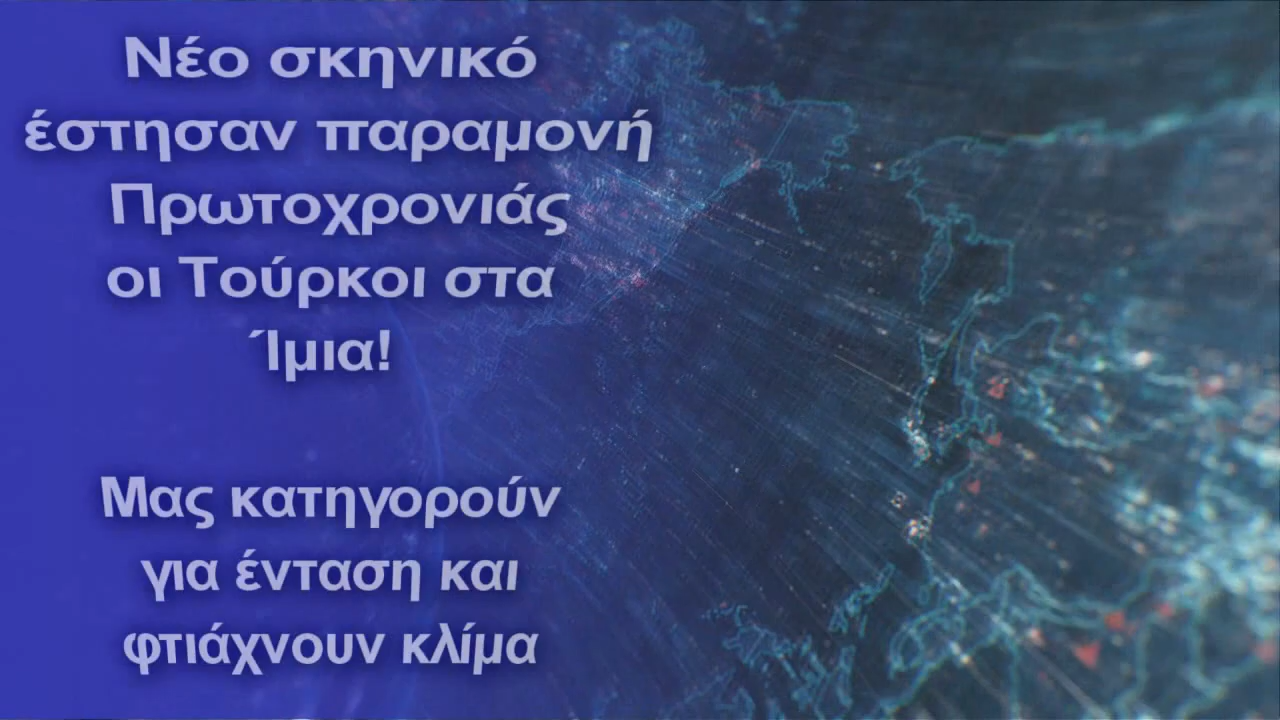 Νέο σκηνικό
έστησαν παραμονή
Πρωτοχρονιάς
οι Τούρκοι στα
Ίμια!
Μας κατηγορούν
για ένταση και
φτιάχνουν κλίμα